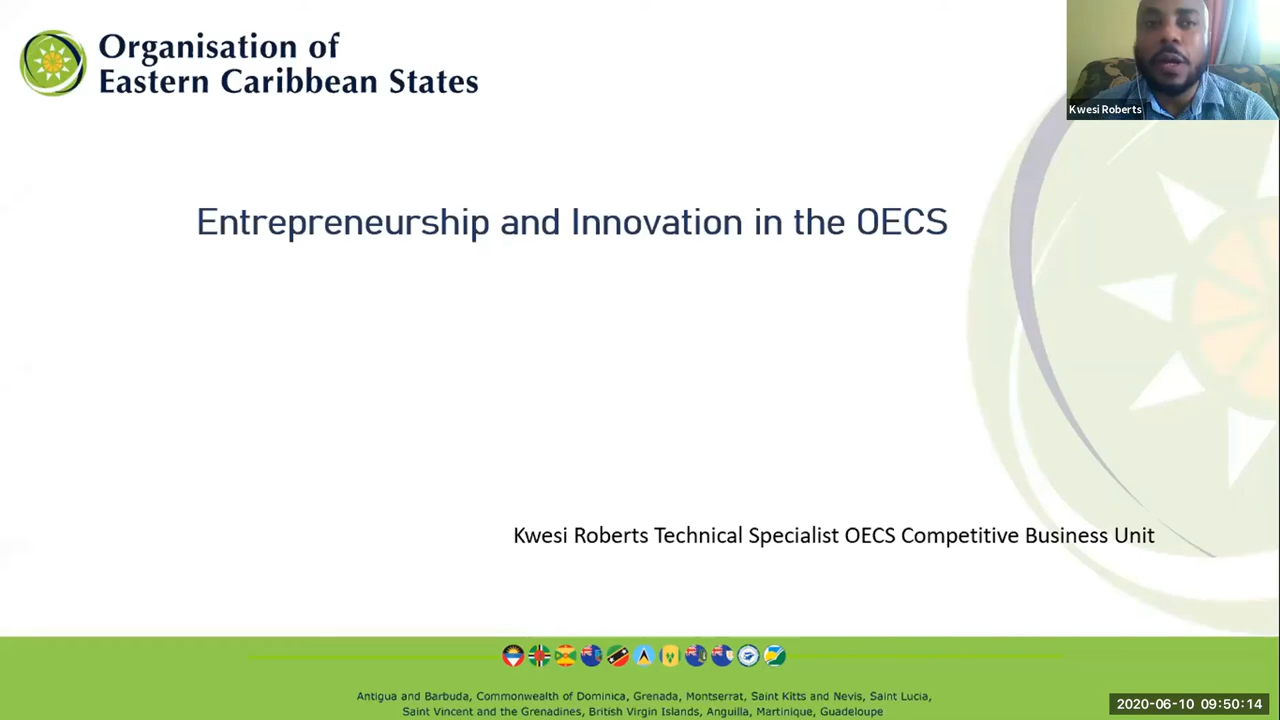 Organisation of
Eastern Caribbean States
Kwesi Roberts
Entrepreneurship and Innovation in the OECS
Kwesi Roberts Technical Specialist OECS Competitive Business Unit
Antigua and Barbuda, Commonwealth of Dominica, Grenada, Montserrat, Saint Kitts and Nevis, Saint Lucia,
Saint Vincent and the Grenadines, British Virgin Islands, Anguilla, Martinique, Guadeloupe
2020-06-10 09:50:14